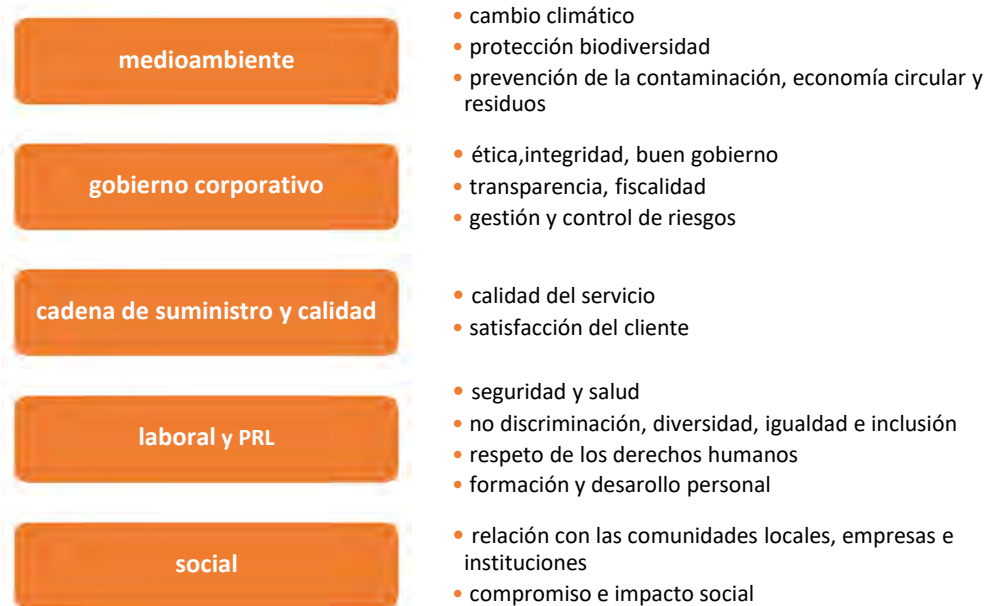 medioambiente
• cambio climático
• protección biodiversidad
• prevención de la contaminación, economía circular y
residuos
gobierno corporativo
• ética,integridad, buen gobierno
• transparencia, fiscalidad
• gestión y control de riesgos
cadena de suministro y calidad
• calidad del servicio
• satisfacción del cliente
laboral y PRL
• seguridad y salud
• no discriminación, diversidad, igualdad e inclusión
• respeto de los derechos humanos
• formación y desarollo personal
social
• relación con las comunidades locales, empresas e
instituciones
• compromiso e impacto social